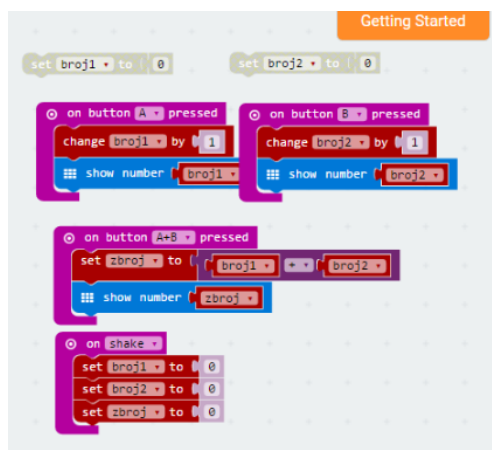 Getting Started
set broj1 to 0
set broj2 to 0
on button A pressed
change broj1 by 1
show number broj1
on button B pressed
change broj2 by 1
show number broj2
on button A+B pressed
set zbroj to broj1 + broj2
show number zbroj
on shake
set broj1 to 0
set broj2 to 0
set zbroj to 0